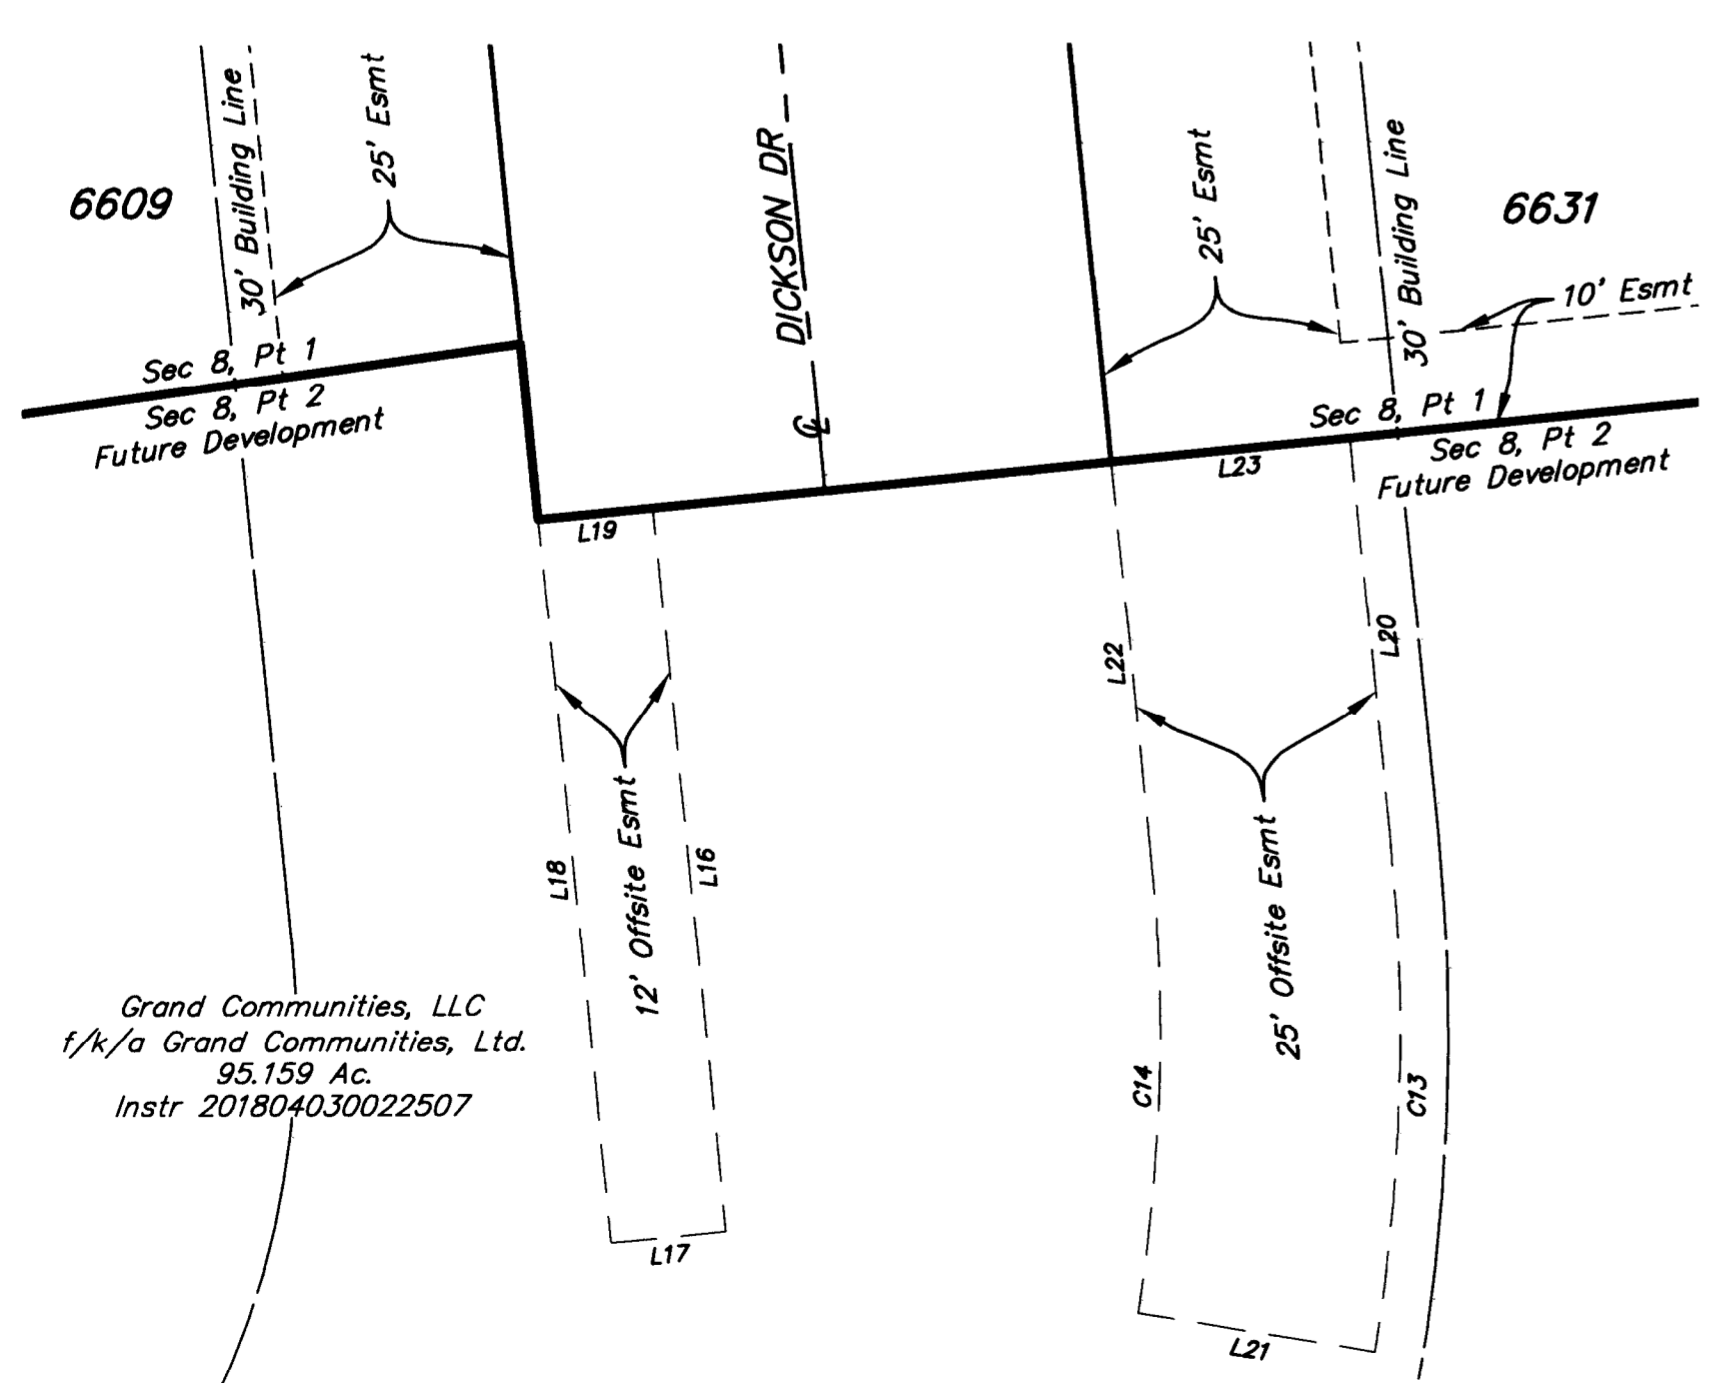 6609
30' Building Line
25' Esmt
DICKSON DR
25' Esmt
30' Building Line
6631
10' Esmt
Sec 8, Pt 1
Sec 8, Pt 2
Future Development
℄
Sec 8, Pt 1
Sec 8, Pt 2
Future Development
L19
L23
L22
L20
L18
12' Offsite Esmt
L16
25' Offsite Esmt
C14
C13
Grand Communities, LLC
f/k/a Grand Communities, Ltd.
95.159 Ac.
Instr 201804030022507
L17
L21